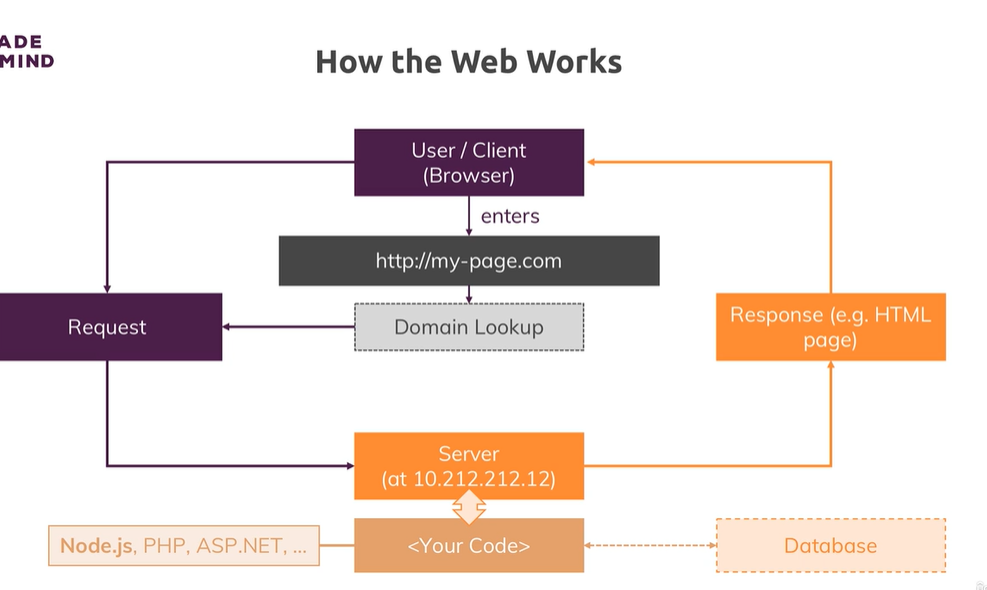 ADE
MIND
How the Web Works
User / Client
(Browser)
enters
http://my-page.com
Request
Domain Lookup
Response (e.g. HTML
page)
Server
(at 10.212.212.12)
Node.js, PHP, ASP.NET, ...
<Your Code>
Database